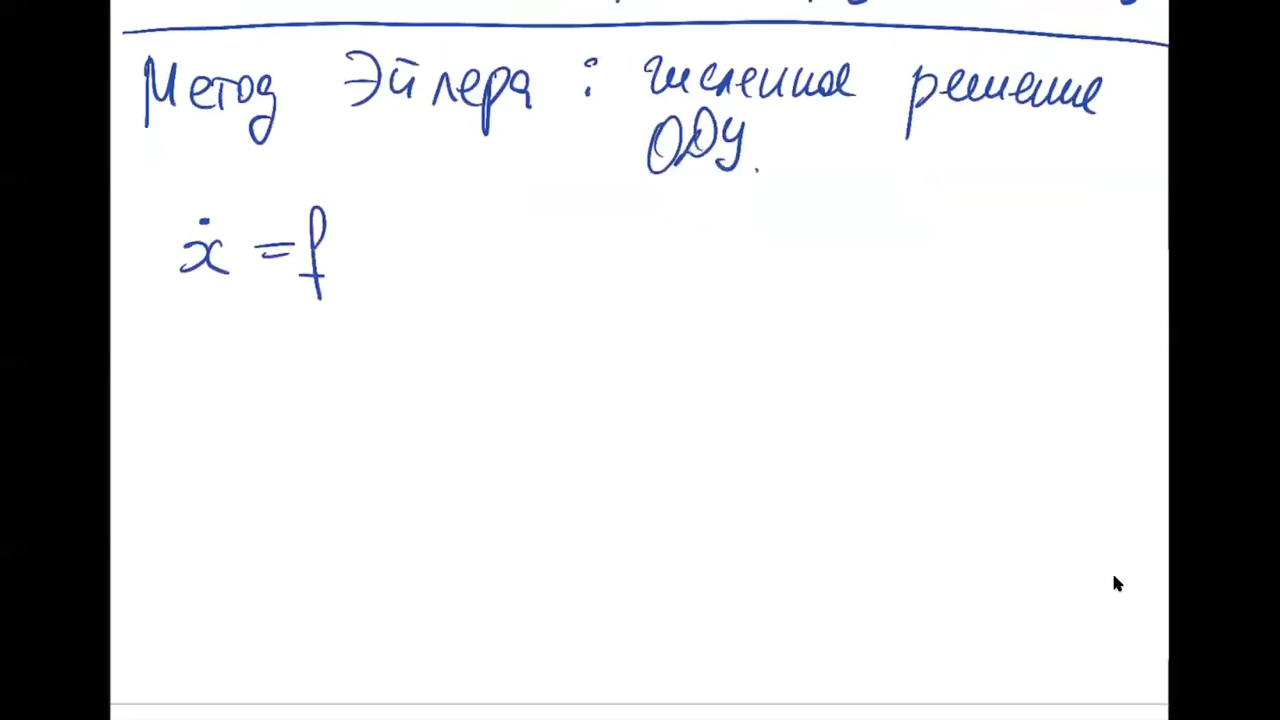 Метод Эйлера : численное решение
ОДУ.
ẋ = f